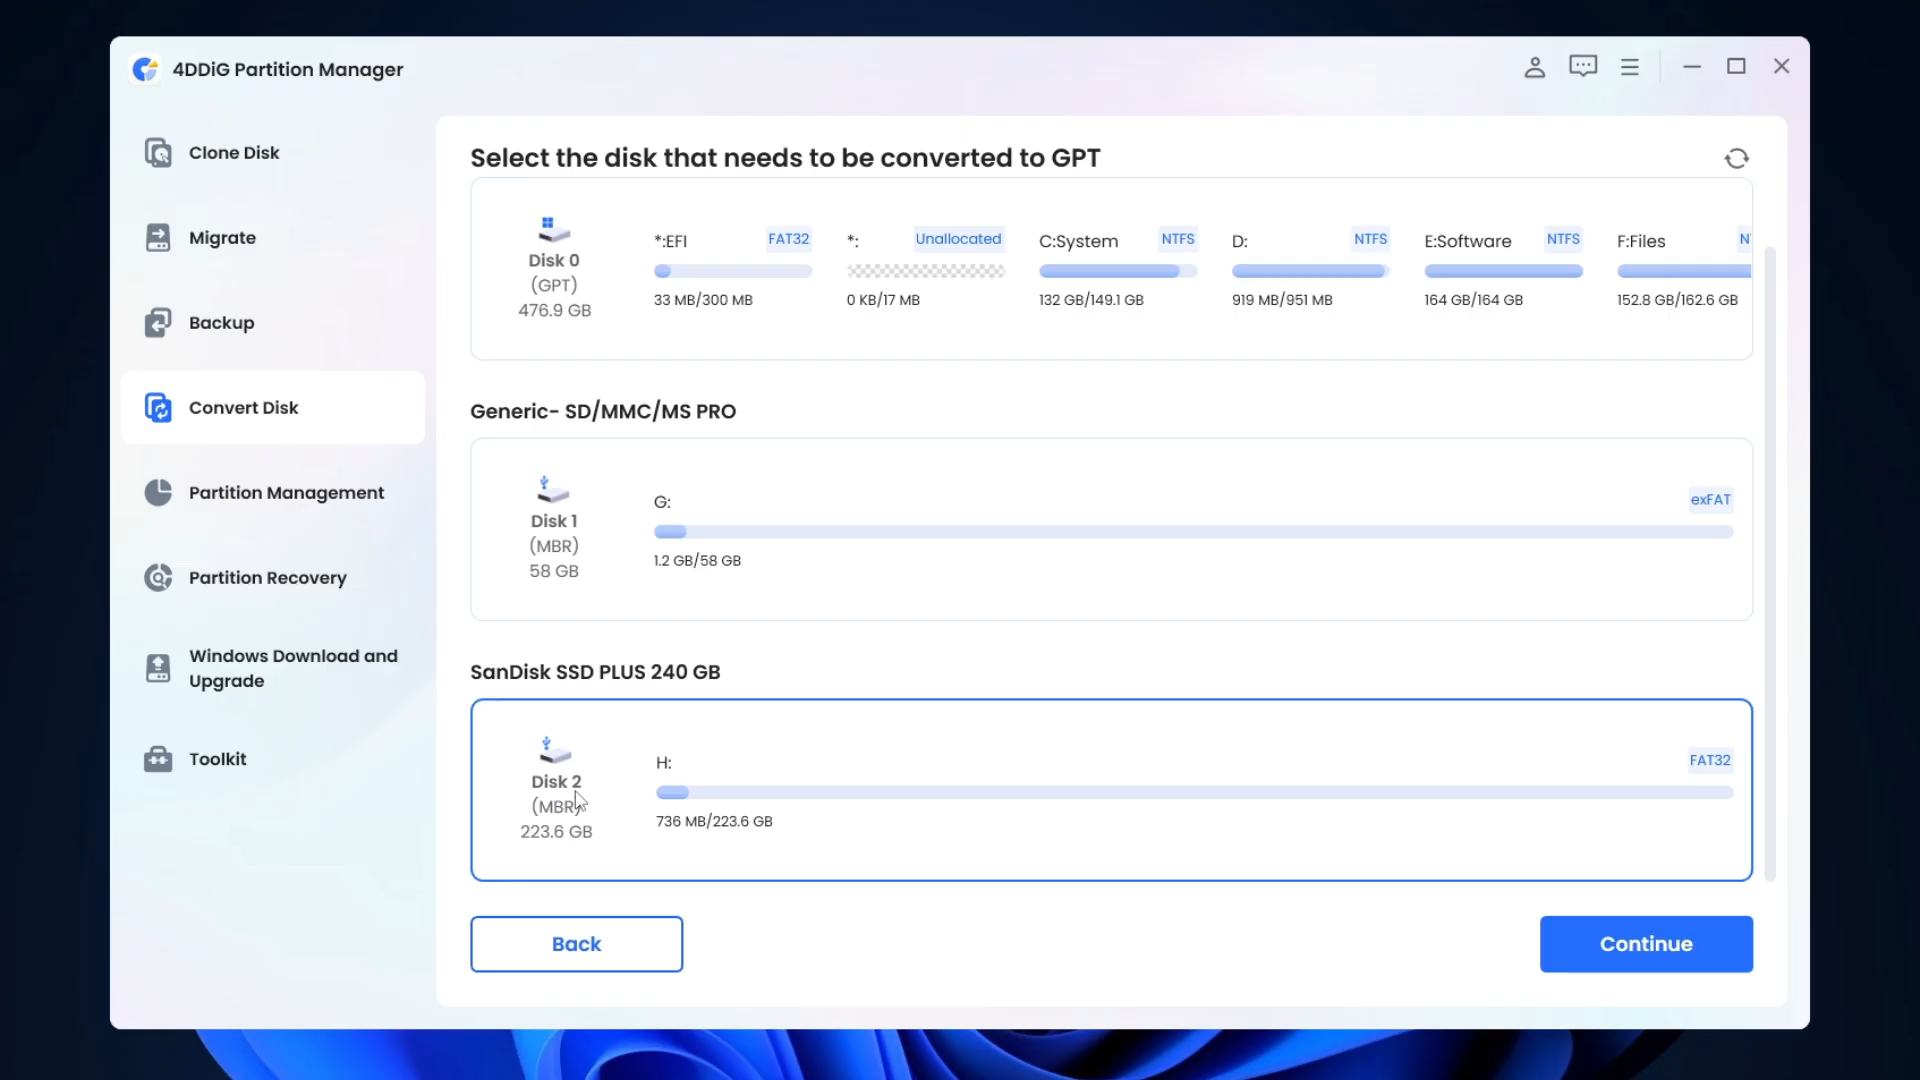 4DDiG Partition Manager
Clone Disk
Migrate
Backup
Convert Disk
Partition Management
Partition Recovery
Windows Download and
Upgrade
Toolkit
Select the disk that needs to be converted to GPT
Disk 0
(GPT)
476.9 GB
*:EFI FAT32
33 MB/300 MB
*: Unallocated
0 KB/17 MB
C:System NTFS
132 GB/149.1 GB
D: NTFS
919 MB/951 MB
E:Software NTFS
164 GB/164 GB
F:Files N
152.8 GB/162.6 GB
Generic- SD/MMC/MS PRO
Disk 1
(MBR)
58 GB
G: exFAT
1.2 GB/58 GB
SanDisk SSD PLUS 240 GB
Disk 2
(MBR)
223.6 GB
H: FAT32
736 MB/223.6 GB
Back
Continue